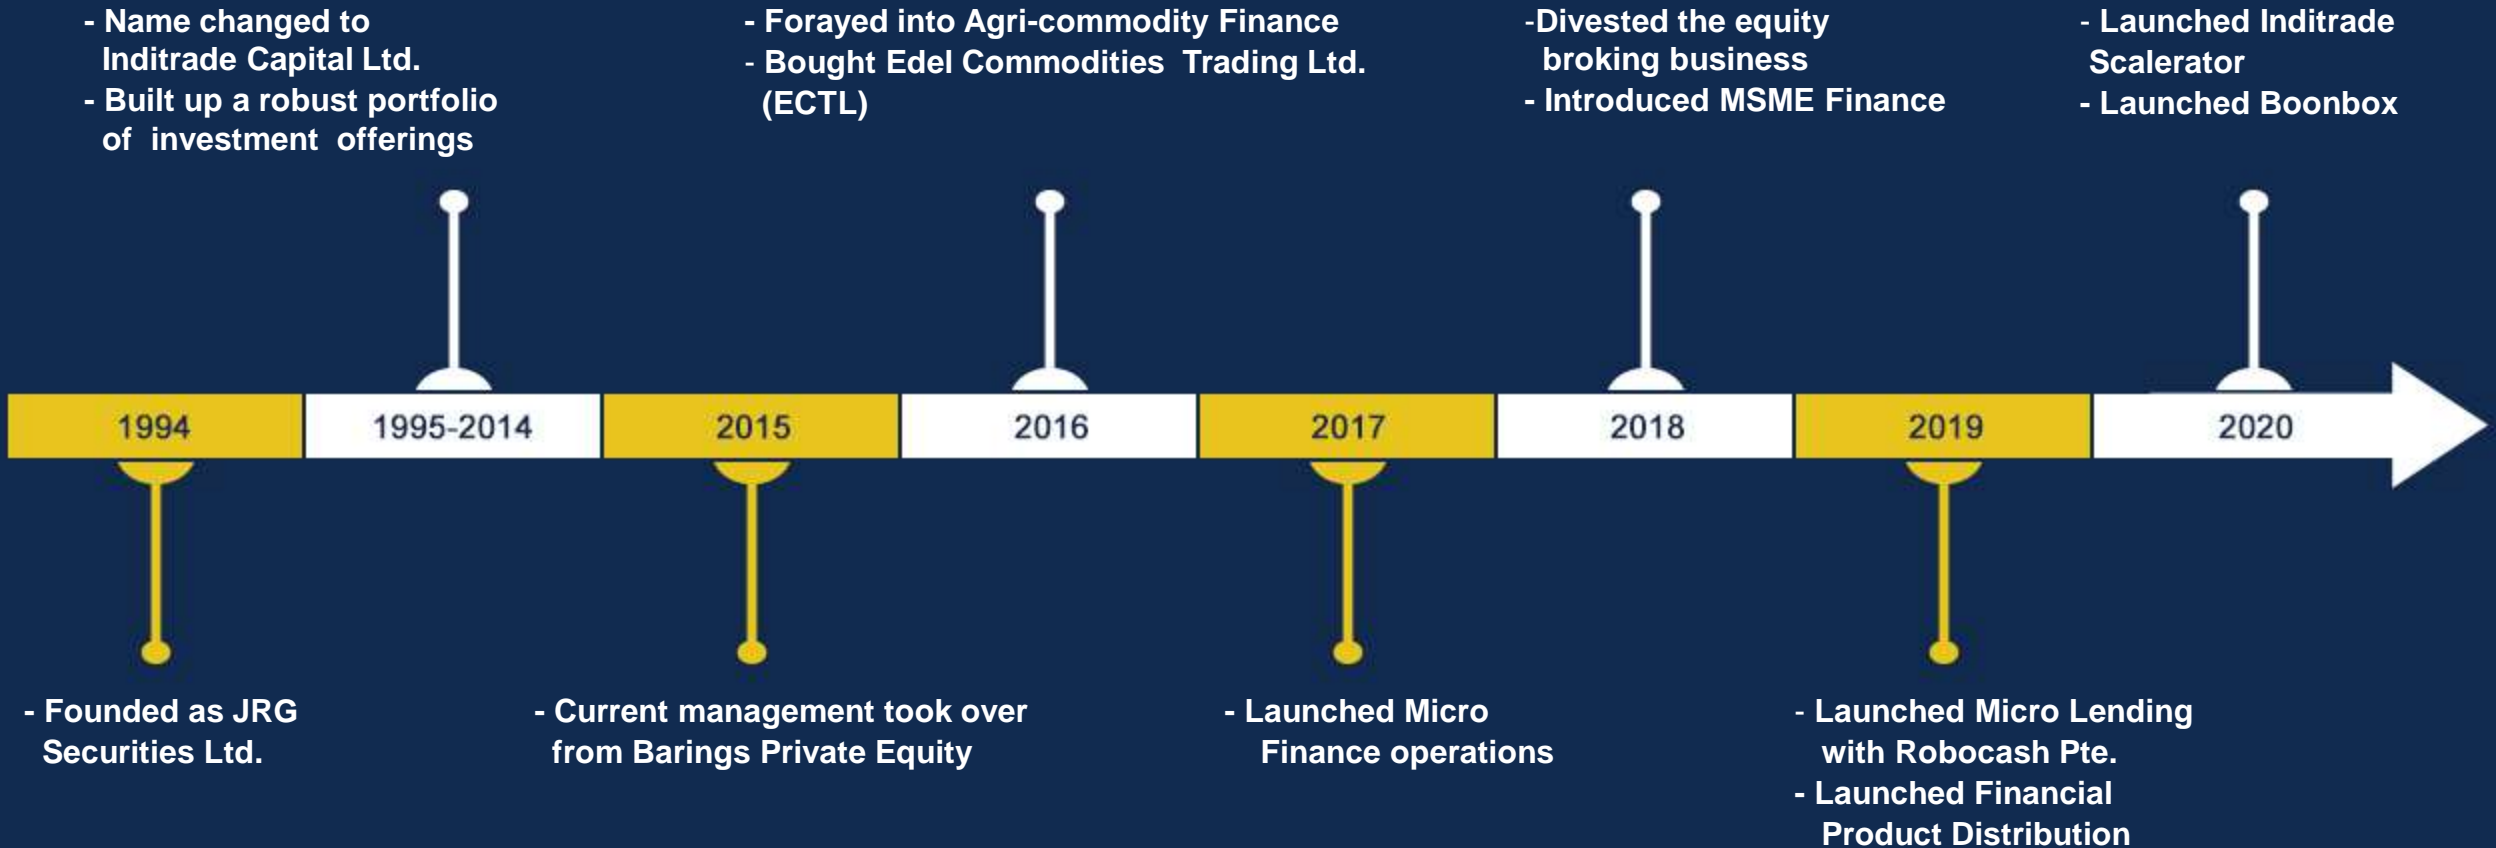 - Name changed to
Inditrade Capital Ltd.
- Built up a robust portfolio
of investment offerings
- Forayed into Agri-commodity Finance
- Bought Edel Commodities Trading Ltd.
(ECTL)
-Divested the equity
broking business
- Introduced MSME Finance
- Launched Inditrade
Scalerator
- Launched Boonbox
1994
1995-2014
2015
2016
2017
2018
2019
2020
- Founded as JRG
Securities Ltd.
- Current management took over
from Barings Private Equity
- Launched Micro
Finance operations
- Launched Micro Lending
with Robocash Pte.
- Launched Financial
Product Distribution